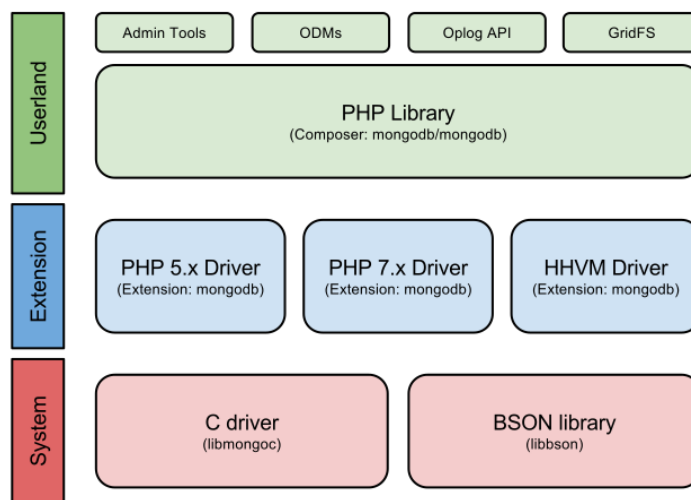 Userland
Admin Tools
ODMs
Oplog API
GridFS
PHP Library
(Composer: mongodb/mongodb)
Extension
PHP 5.x Driver
(Extension: mongodb)
PHP 7.x Driver
(Extension: mongodb)
HHVM Driver
(Extension: mongodb)
System
C driver
(libmongoc)
BSON library
(libbson)